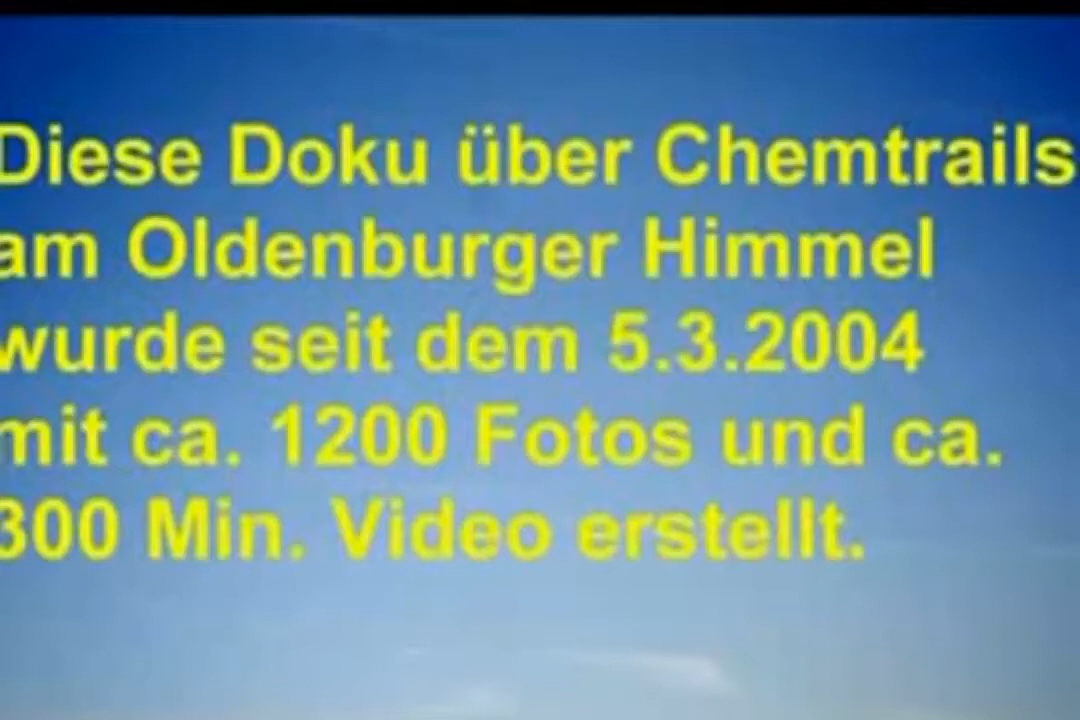 Diese Doku über Chemtrails
am Oldenburger Himmel
wurde seit dem 5.3.2004
mit ca. 1200 Fotos und ca.
300 Min. Video erstellt.